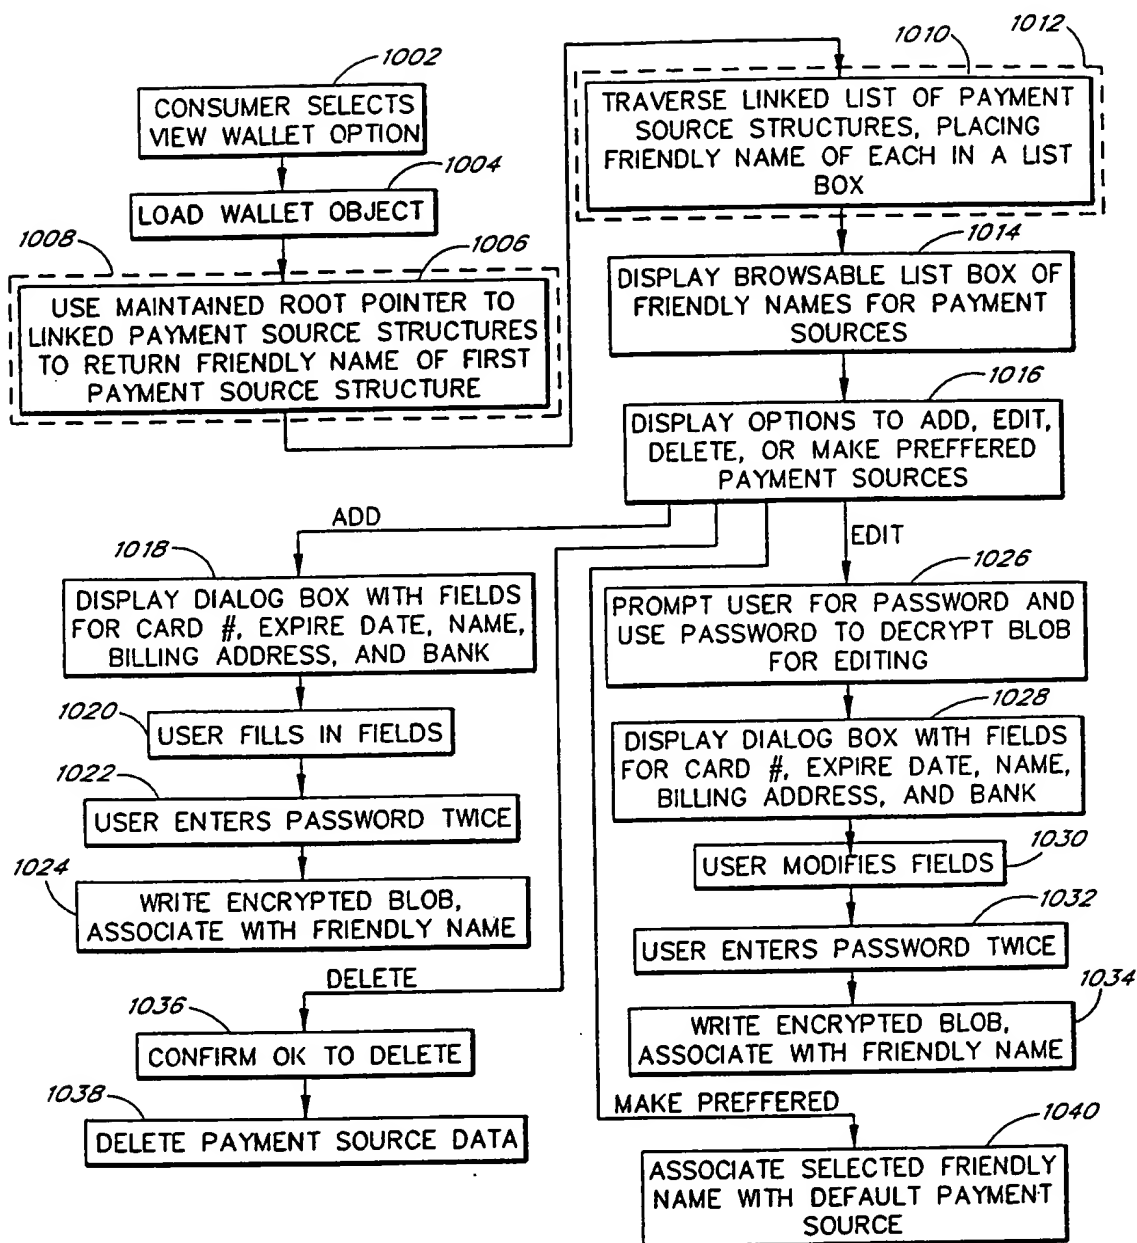 1002
CONSUMER SELECTS
VIEW WALLET OPTION
1004
LOAD WALLET OBJECT
1008
1006
USE MAINTAINED ROOT POINTER TO
LINKED PAYMENT SOURCE STRUCTURES
TO RETURN FRIENDLY NAME OF FIRST
PAYMENT SOURCE STRUCTURE
1010
1012
TRAVERSE LINKED LIST OF PAYMENT
SOURCE STRUCTURES, PLACING
FRIENDLY NAME OF EACH IN A LIST
BOX
1014
DISPLAY BROWSABLE LIST BOX OF
FRIENDLY NAMES FOR PAYMENT
SOURCES
1016
DISPLAY OPTIONS TO ADD, EDIT,
DELETE, OR MAKE PREFFERED
PAYMENT SOURCES
ADD
1018
DISPLAY DIALOG BOX WITH FIELDS
FOR CARD #, EXPIRE DATE, NAME,
BILLING ADDRESS, AND BANK
1020
USER FILLS IN FIELDS
1022
USER ENTERS PASSWORD TWICE
1024
WRITE ENCRYPTED BLOB,
ASSOCIATE WITH FRIENDLY NAME
DELETE
1036
CONFIRM OK TO DELETE
1038
DELETE PAYMENT SOURCE DATA
EDIT
1026
PROMPT USER FOR PASSWORD AND
USE PASSWORD TO DECRYPT BLOB
FOR EDITING
1028
DISPLAY DIALOG BOX WITH FIELDS
FOR CARD #, EXPIRE DATE, NAME,
BILLING ADDRESS, AND BANK
1030
USER MODIFIES FIELDS
1032
USER ENTERS PASSWORD TWICE
1034
WRITE ENCRYPTED BLOB,
ASSOCIATE WITH FRIENDLY NAME
MAKE PREFFERED
1040
ASSOCIATE SELECTED FRIENDLY
NAME WITH DEFAULT PAYMENT
SOURCE